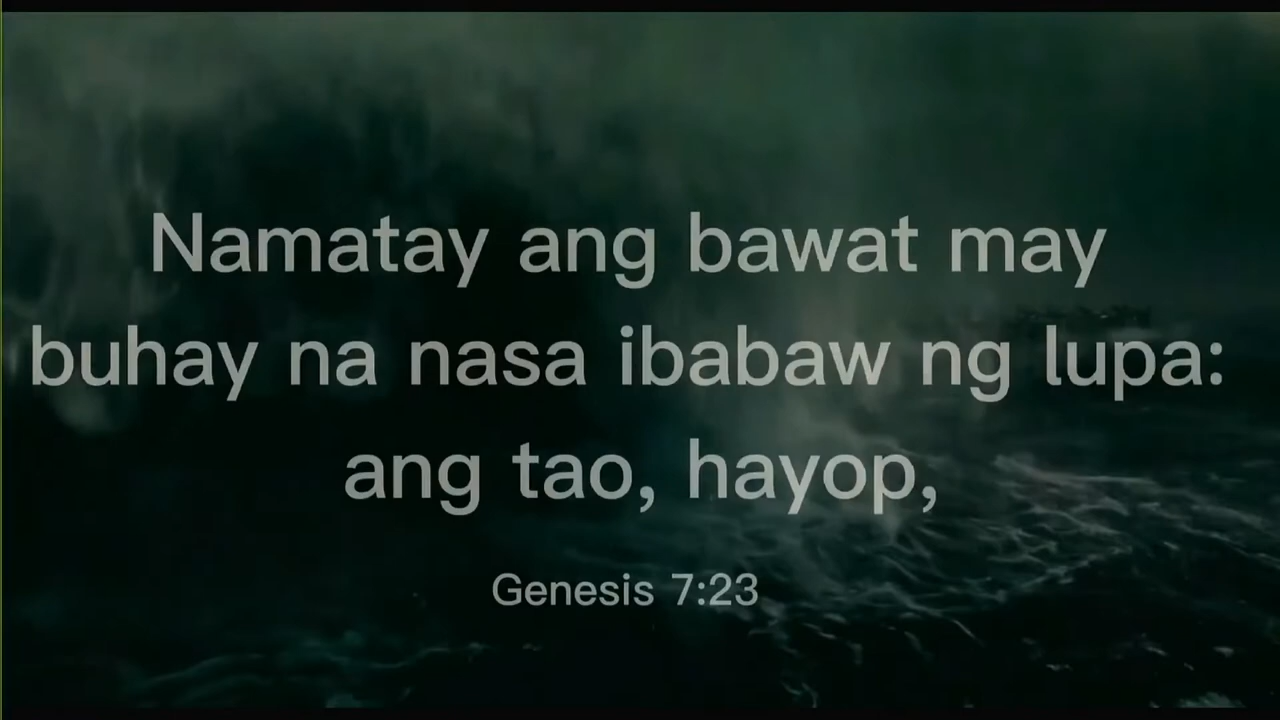 Namatay ang bawat may
buhay na nasa ibabaw ng lupa:
ang tao, hayop,
Genesis 7:23